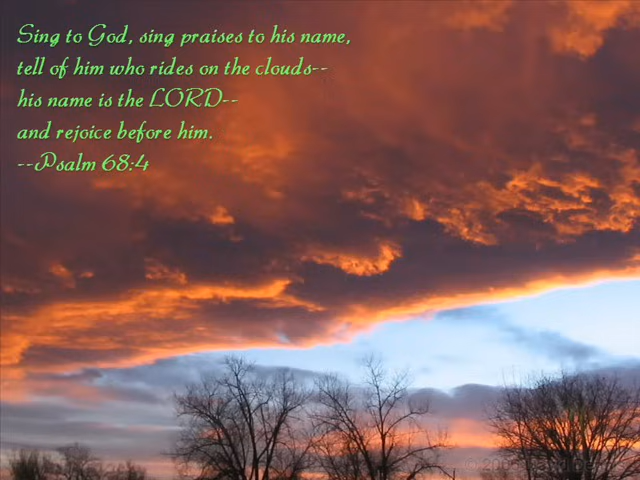 Sing to God, sing praises to his name,
tell of him who rides on the clouds--
his name is the LORD--
and rejoice before him.
--Psalm 68:4